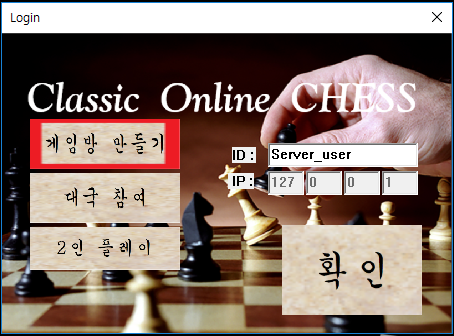 Login
Classic Online CHESS
게임방 만들기
대국 참여
2인 플레이
ID : Server_user
IP : 127 0 0 1
확인